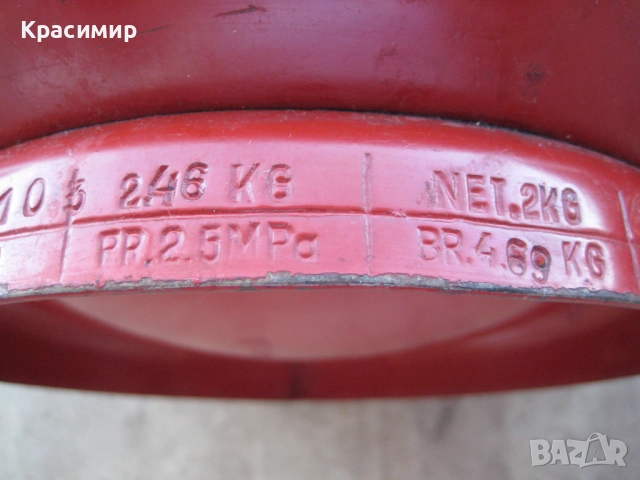 Красимир
2.46 KG NET.2KG
PR.2.5MPa BR.4.69 KG
BAZAR